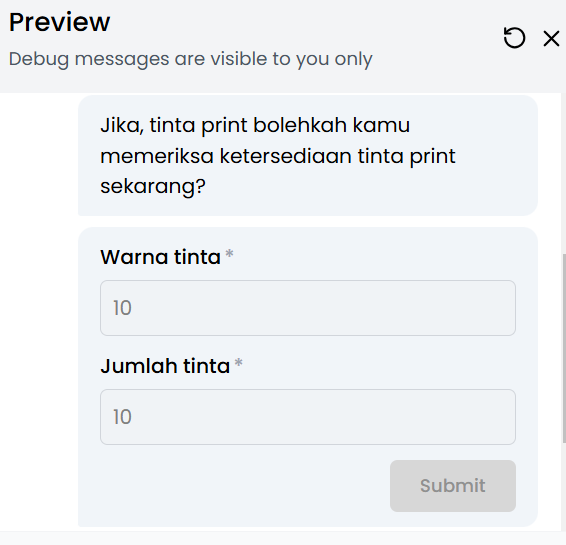 Preview
Debug messages are visible to you only
Jika, tinta print bolehkah kamu
memeriksa ketersediaan tinta print
sekarang?
Warna tinta *
10
Jumlah tinta *
10
Submit